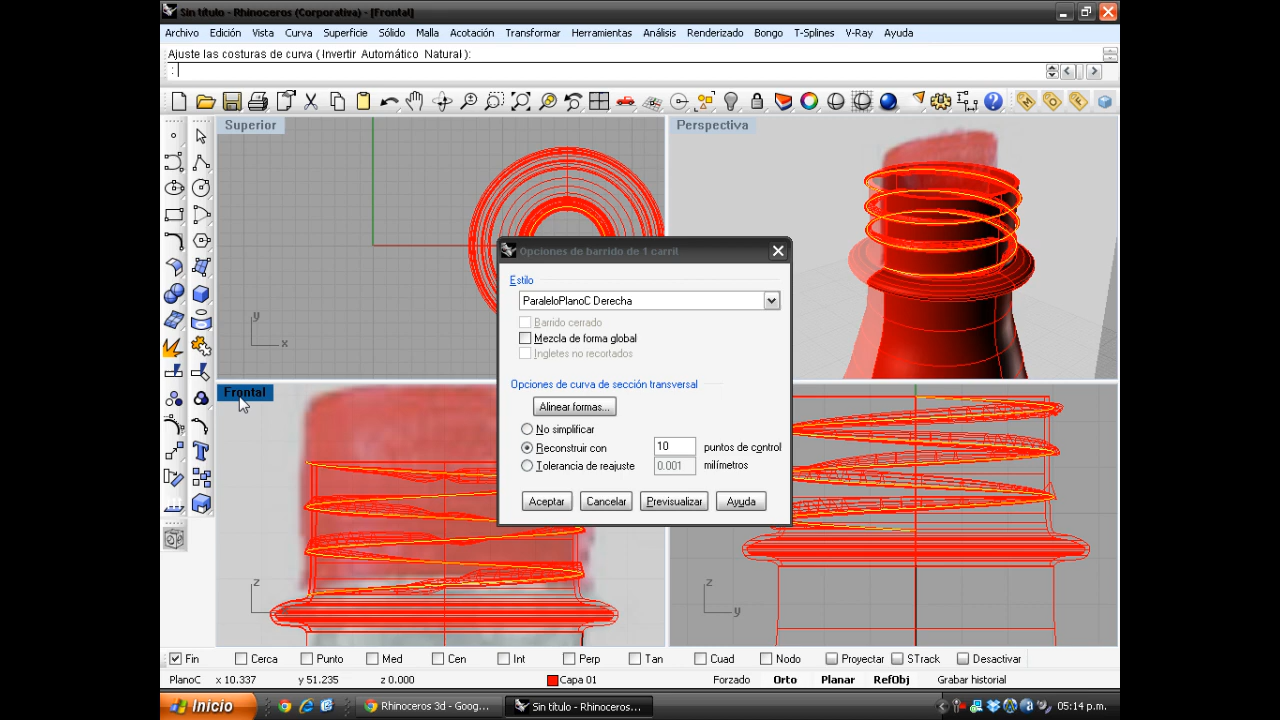 Sin título - Rhinoceros (Corporativa) - [Frontal]
Archivo Edición Vista Curva Superficie Sólido Malla Acotación Transformar Herramientas Análisis Renderizado Bongo T-Splines V-Ray Ayuda
Ajuste las costuras de curva ( Invertir Automático Natural ):
:
Superior
Perspectiva
y
x
Opciones de barrido de 1 carril
Estilo
ParaleloPlanoC Derecha
Barrido cerrado
Mezcla de forma global
Ingletes no recortados
Opciones de curva de sección transversal
Alinear formas...
No simplificar
Reconstruir con 10 puntos de control
Tolerancia de reajuste 0.001 milímetros
Aceptar Cancelar Previsualizar Ayuda
Frontal
z
z
y
Fin Cerca Punto Med Cen Int Perp Tan Cuad Nodo Proyectar STrack Desactivar
PlanoC x 10.337 y 51.235 z 0.000 Capa 01 Forzado Orto Planar RefObj Grabar historial
Inicio Rhinoceros 3d - Goog... Sin título - Rhinoceros... 05:14 p.m.